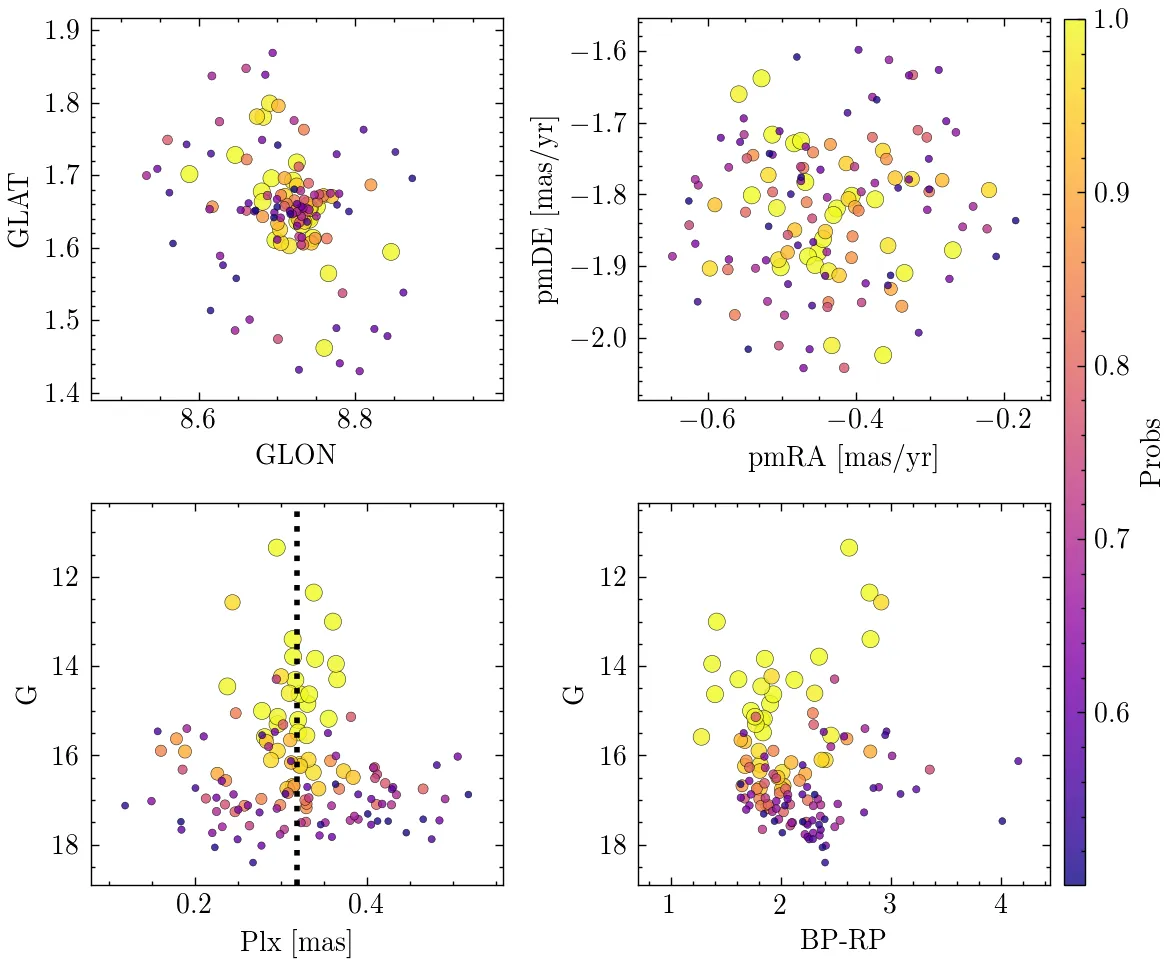 1.9
1.8
1.7
1.6
1.5
1.4
GLAT
8.6 8.8
GLON
−1.6
−1.7
−1.8
−1.9
−2.0
pmDE [mas/yr]
−0.6 −0.4 −0.2
pmRA [mas/yr]
12
14
16
18
G
0.2 0.4
Plx [mas]
12
14
16
18
G
1 2 3 4
BP-RP
1.0
0.9
0.8
0.7
0.6
Probs